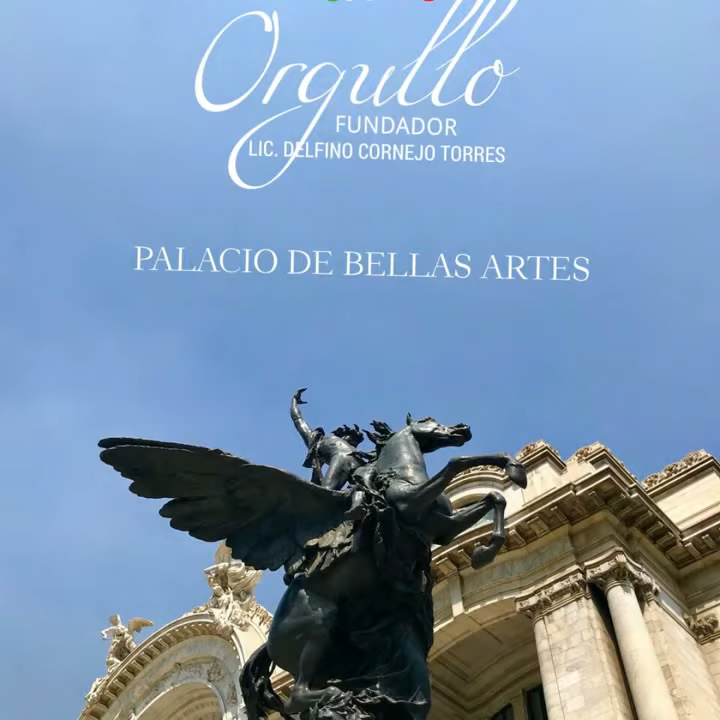 Orgullo
FUNDADOR
LIC. DELFINO CORNEJO TORRES
PALACIO DE BELLAS ARTES